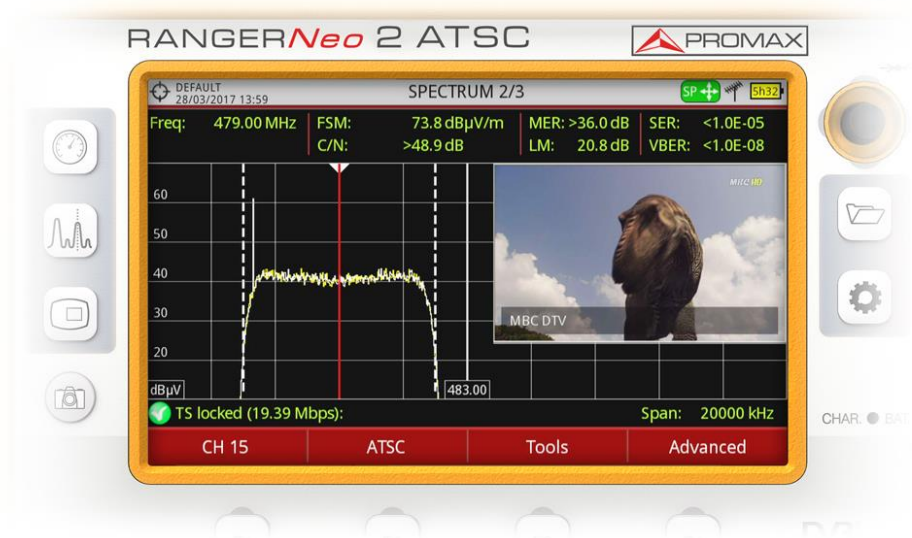 RANGERNeo 2 ATSC
PROMAX
DEFAULT
28/03/2017 13:59
SPECTRUM 2/3
SP
5h32
Freq: 479.00 MHz
FSM: 73.8 dBµV/m
MER: >36.0 dB
SER: <1.0E-05
C/N: >48.9 dB
LM: 20.8 dB
VBER: <1.0E-08
60
50
40
30
20
dBµV
483.00
MBC HD
MBC DTV
TS locked (19.39 Mbps):
Span: 20000 kHz
CH 15
ATSC
Tools
Advanced
CHAR.